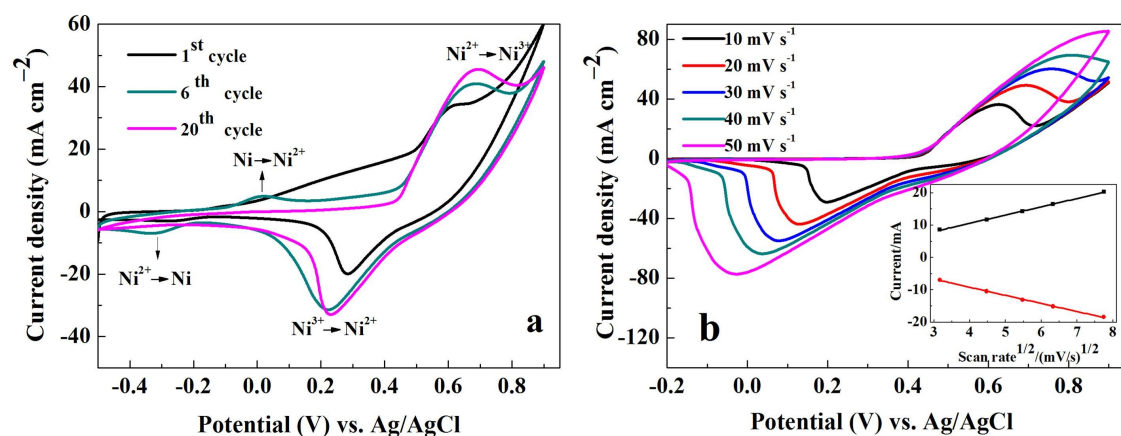 60
40
20
0
-20
-40
-0.4 -0.2 0.0 0.2 0.4 0.6 0.8
Current density (mA cm⁻²)
Potential (V) vs. Ag/AgCl
1ˢᵗ cycle
6ᵗʰ cycle
20ᵗʰ cycle
Ni²⁺→Ni³⁺
Ni→Ni²⁺
Ni²⁺→Ni
Ni³⁺→Ni²⁺
a
80
40
0
-40
-80
-120
-0.2 0.0 0.2 0.4 0.6 0.8
Current density (mA cm⁻²)
Potential (V) vs. Ag/AgCl
10 mV s⁻¹
20 mV s⁻¹
30 mV s⁻¹
40 mV s⁻¹
50 mV s⁻¹
b
20
10
0
-10
-20
3 4 5 6 7 8
Current/mA
Scan rate^1/2/(mV/s)^1/2